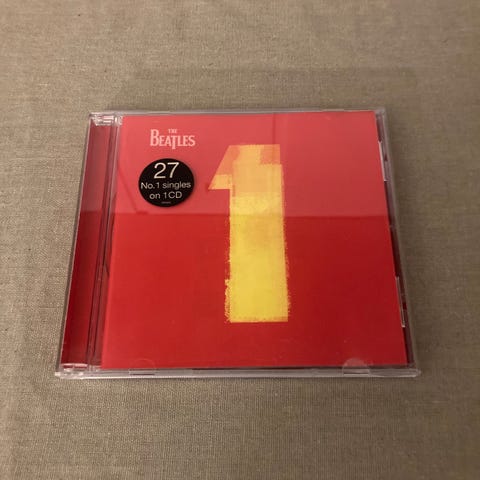 THE
BEATLES
27
No.1 singles
on 1CD
1